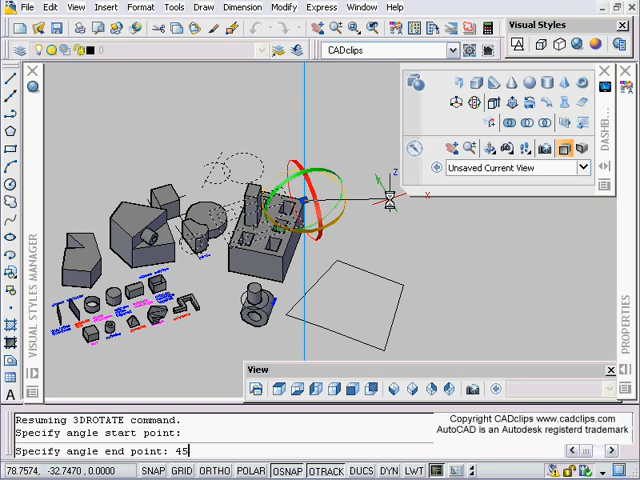 File Edit View Insert Format Tools Draw Dimension Modify Express Window Help
Visual Styles
CADclips
DASHB..
Unsaved Current View
Z
X
VISUAL STYLES MANAGER
PROPERTIES
View
A
Resuming 3DROTATE command.
Specify angle start point:
Specify angle end point: 45
Copyright CADclips www.cadclips.com
AutoCAD is an Autodesk registerd trademark
78.7574, -32.7470, 0.0000 SNAP GRID ORTHO POLAR OSNAP OTRACK DUCS DYN LWT